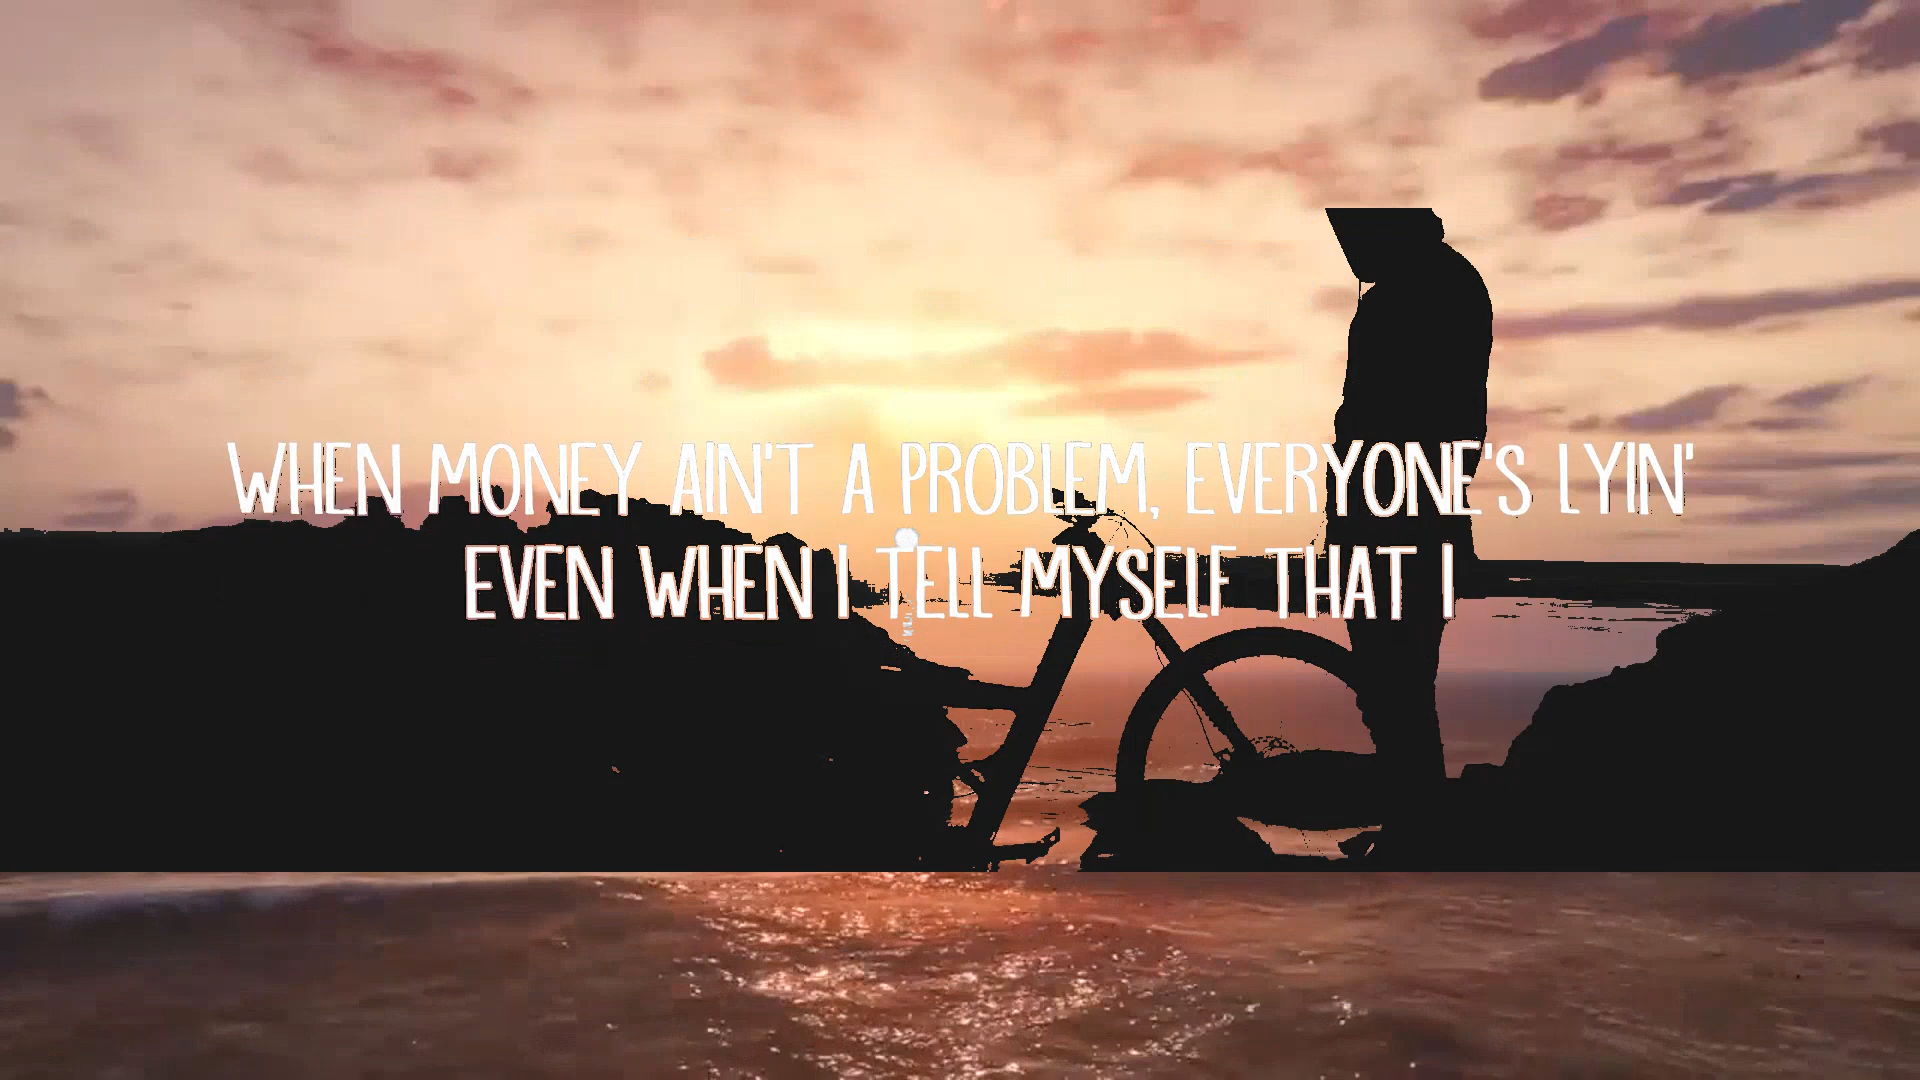 WHEN MONEY AIN'T A PROBLEM, EVERYONE'S LYIN'
EVEN WHEN I TELL MYSELF THAT I